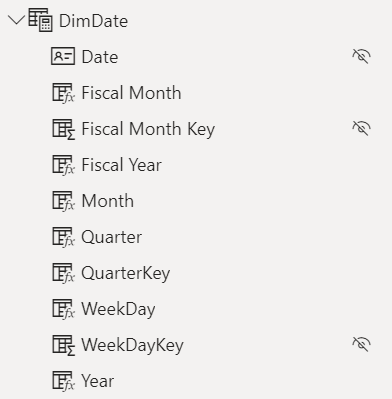 DimDate
Date
Fiscal Month
Fiscal Month Key
Fiscal Year
Month
Quarter
QuarterKey
WeekDay
WeekDayKey
Year